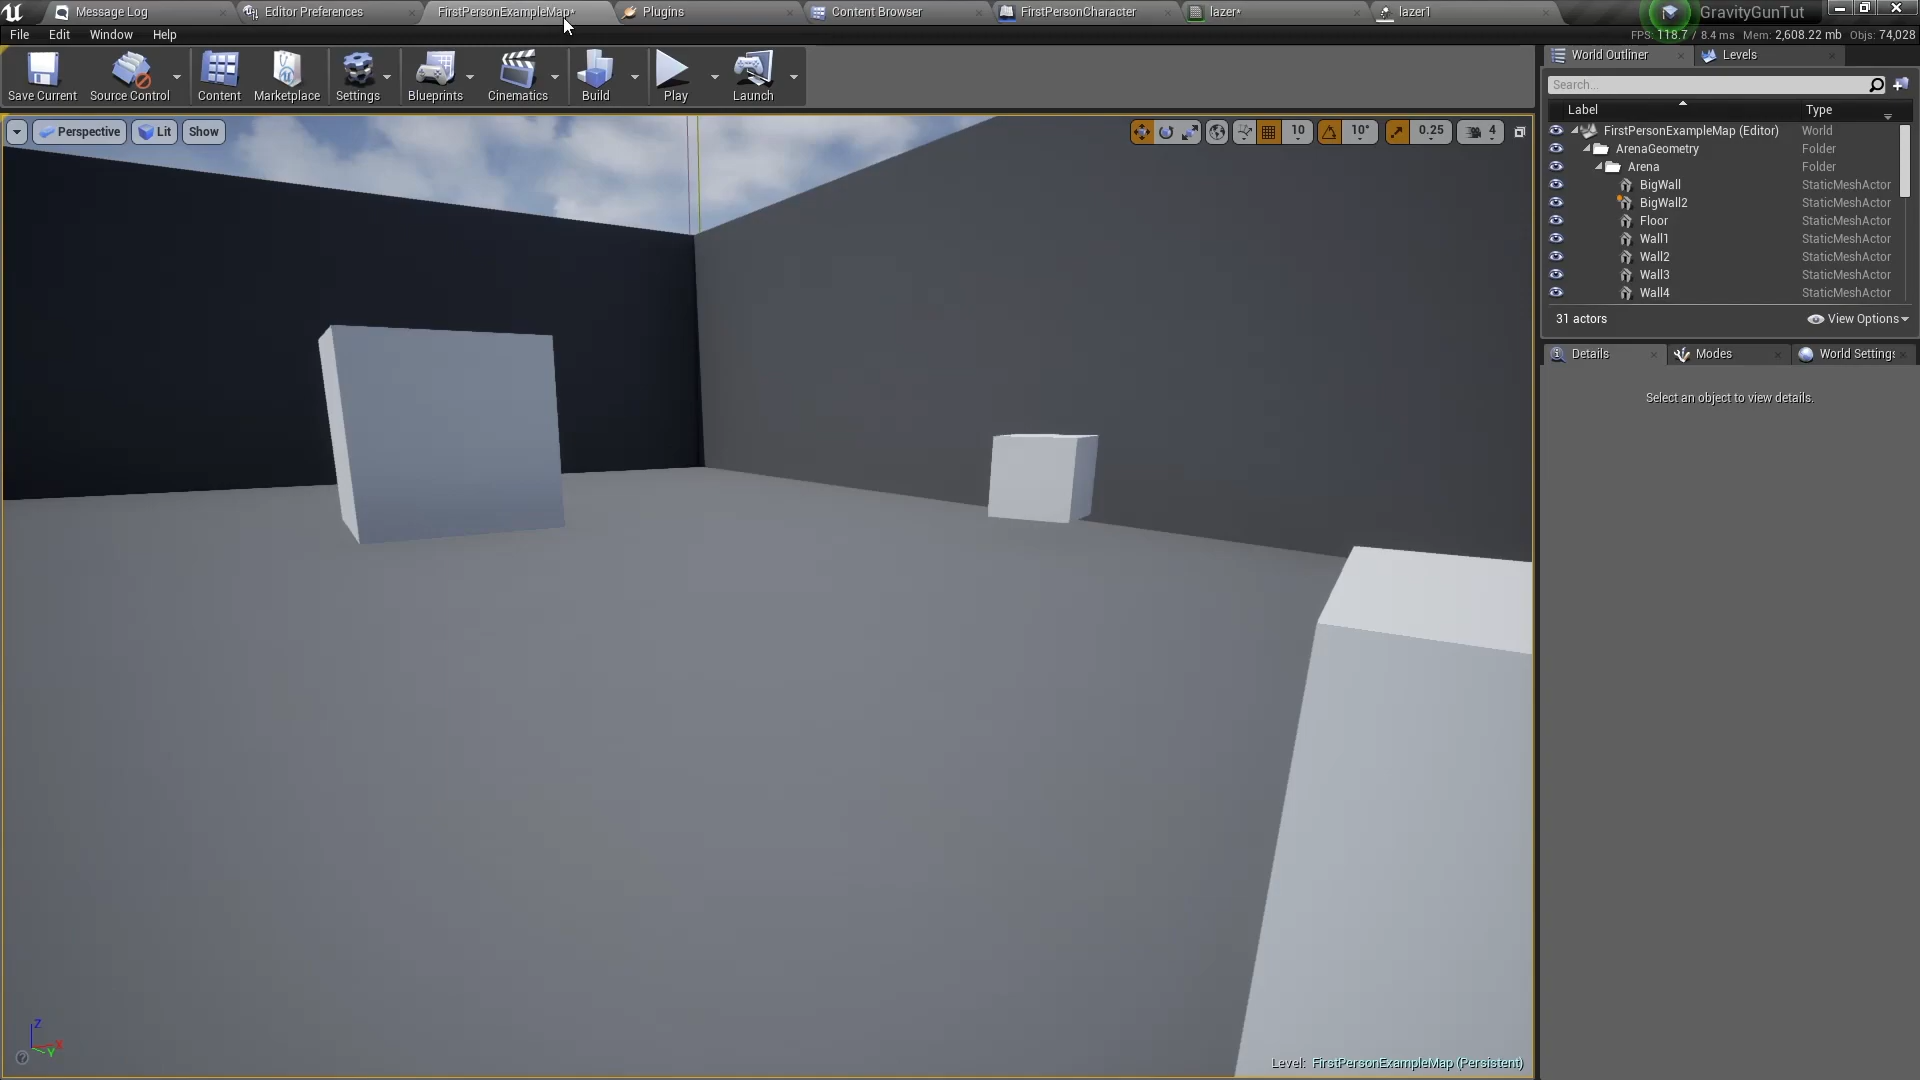 Message Log
Editor Preferences
FirstPersonExampleMap*
Plugins
Content Browser
FirstPersonCharacter
lazer*
lazer1
GravityGunTut
File Edit Window Help
FPS: 118.7 / 8.4 ms Mem: 2,608.22 mb Objs: 74,028
Save Current
Source Control
Content
Marketplace
Settings
Blueprints
Cinematics
Build
Play
Launch
World Outliner
Levels
Search...
Label Type
Perspective
Lit
Show
10
10°
0.25
4
FirstPersonExampleMap (Editor) World
ArenaGeometry Folder
Arena Folder
BigWall StaticMeshActor
BigWall2 StaticMeshActor
Floor StaticMeshActor
Wall1 StaticMeshActor
Wall2 StaticMeshActor
Wall3 StaticMeshActor
Wall4 StaticMeshActor
31 actors
View Options
Details
Modes
World Settings
Select an object to view details.
Z
X
Y
?
Level: FirstPersonExampleMap (Persistent)